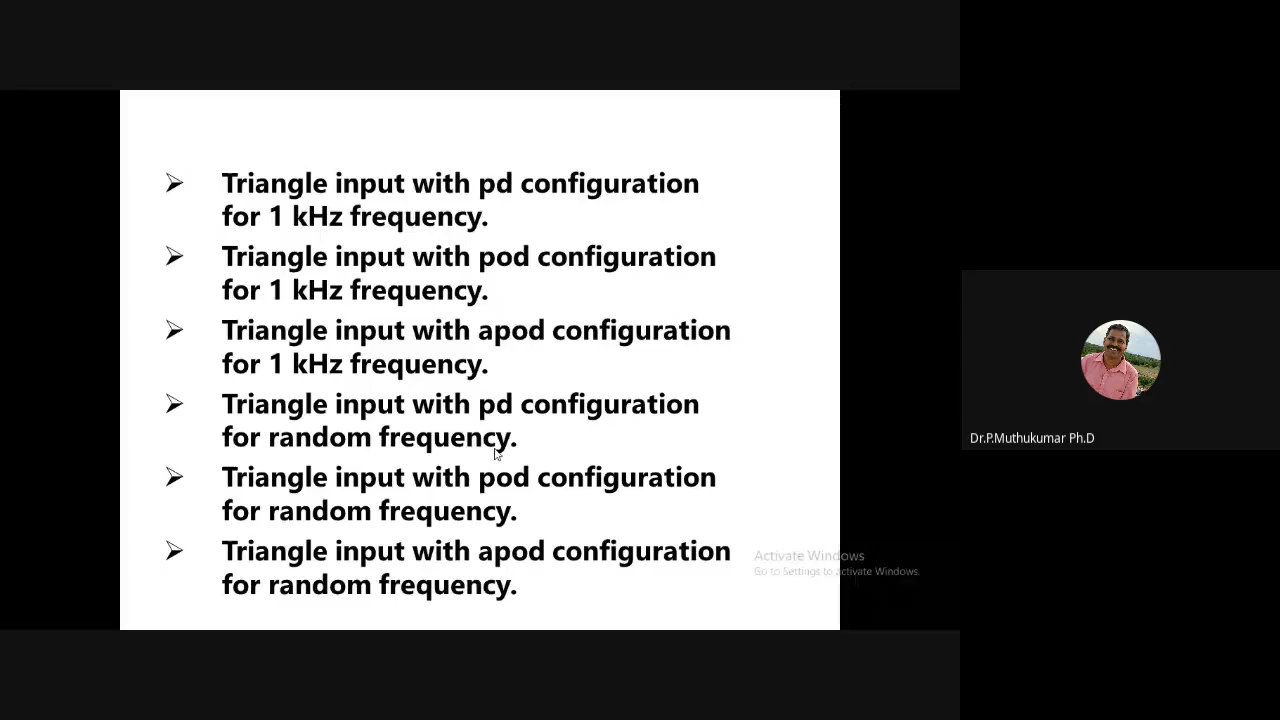 Triangle input with pd configuration
for 1 kHz frequency.
Triangle input with pod configuration
for 1 kHz frequency.
Triangle input with apod configuration
for 1 kHz frequency.
Triangle input with pd configuration
for random frequency.
Triangle input with pod configuration
for random frequency.
Triangle input with apod configuration
for random frequency.
Activate Windows
Go to Settings to activate Windows.
Dr.P.Muthukumar Ph.D